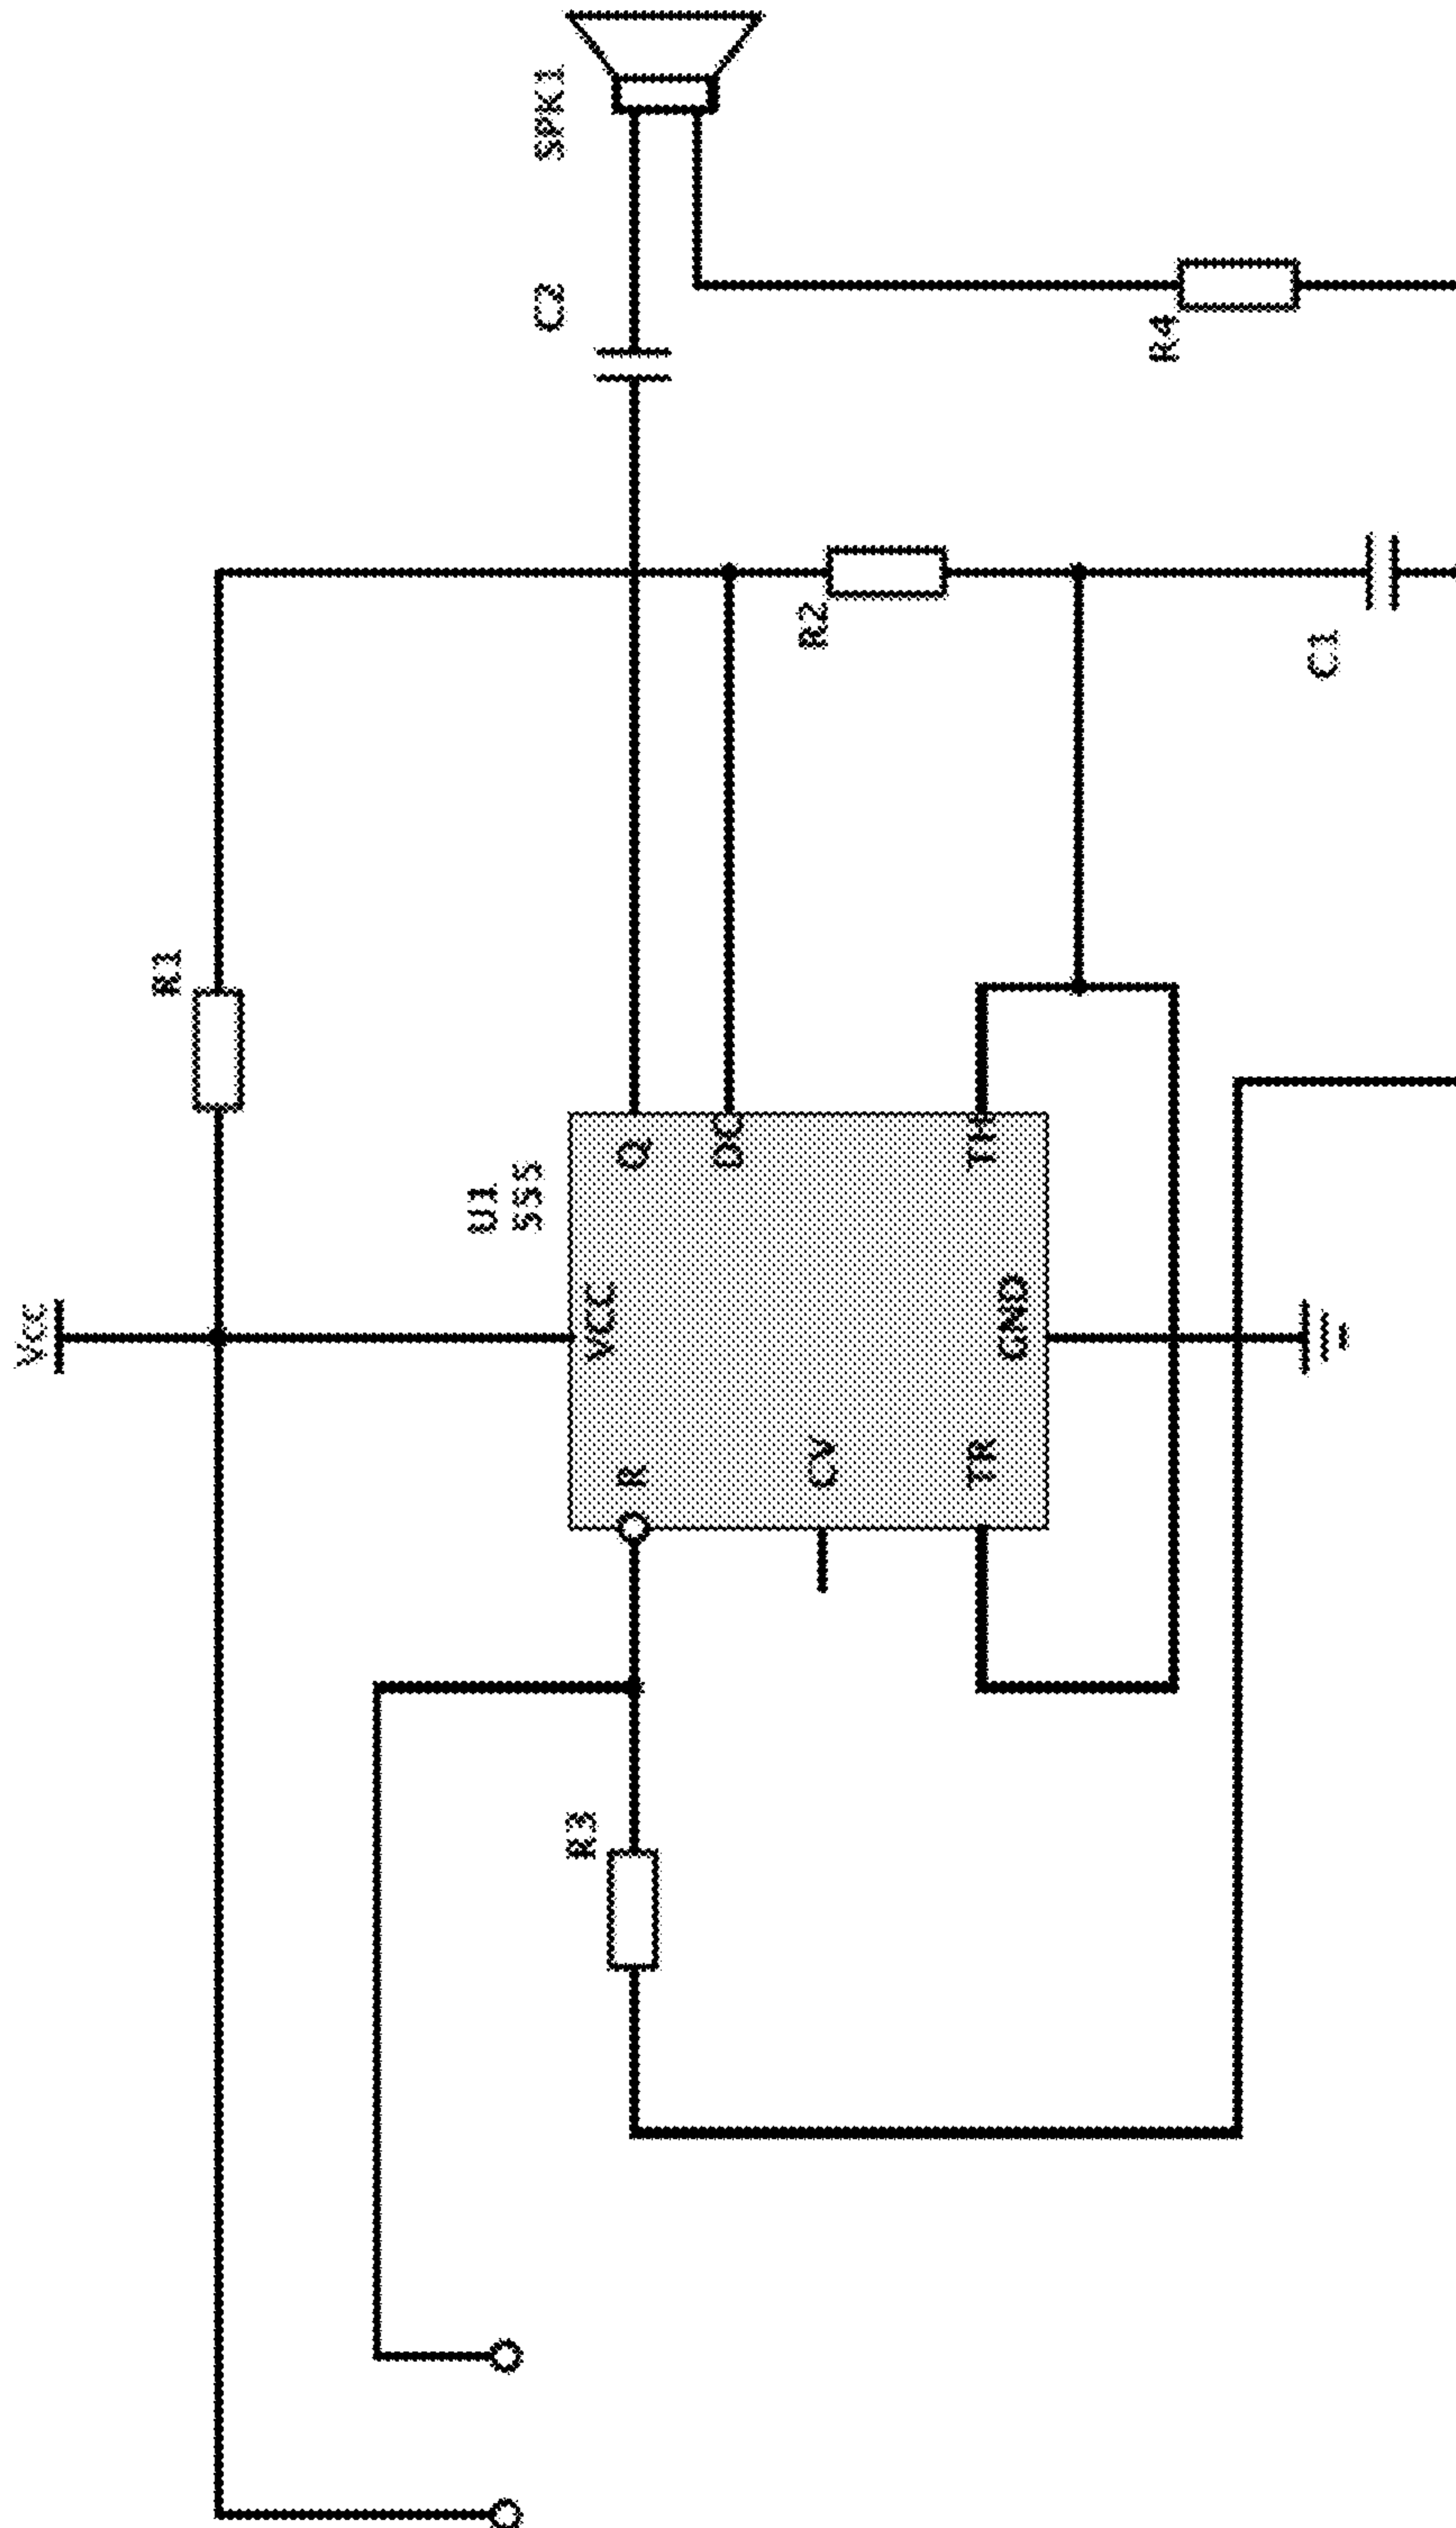 Vcc
R1
U1
555
SPK1
C2
VCC
R
Q
DC
CV
TR
TH
GND
R3
R2
R4
C1